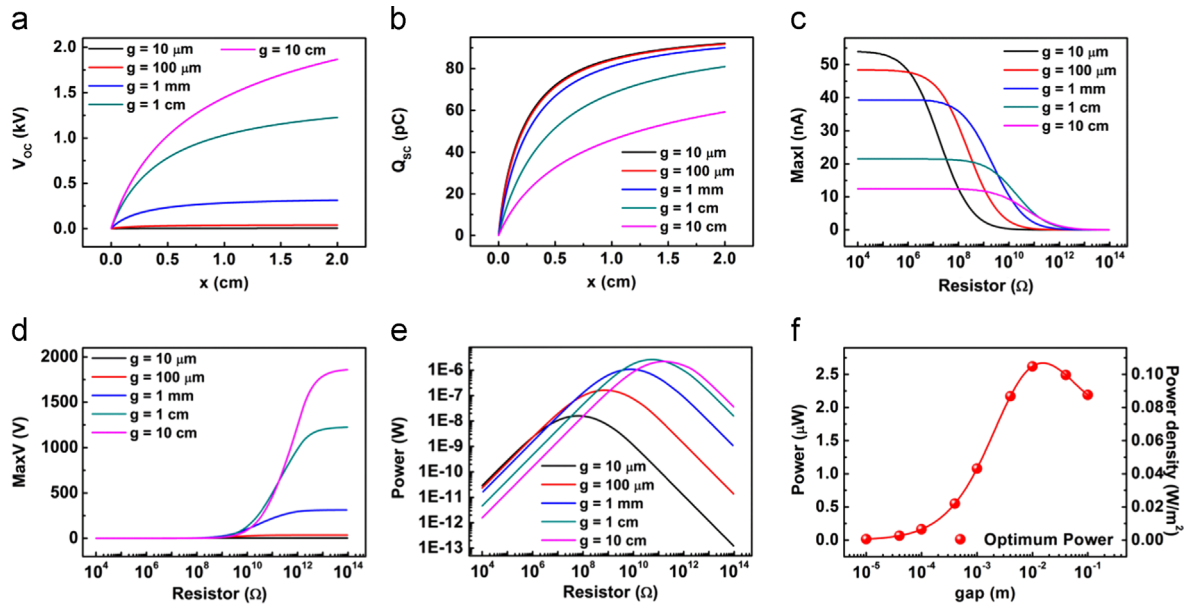 a
2.0
1.5
1.0
0.5
0.0
V_OC (kV)
g = 10 μm
g = 100 μm
g = 1 mm
g = 1 cm
g = 10 cm
0.0 0.5 1.0 1.5 2.0
x (cm)
b
80
60
40
20
0
Q_SC (pC)
g = 10 μm
g = 100 μm
g = 1 mm
g = 1 cm
g = 10 cm
0.0 0.5 1.0 1.5 2.0
x (cm)
c
50
40
30
20
10
0
MaxI (nA)
g = 10 μm
g = 100 μm
g = 1 mm
g = 1 cm
g = 10 cm
10^4 10^6 10^8 10^10 10^12 10^14
Resistor (Ω)
d
2000
1500
1000
500
0
MaxV (V)
g = 10 μm
g = 100 μm
g = 1 mm
g = 1 cm
g = 10 cm
10^4 10^6 10^8 10^10 10^12 10^14
Resistor (Ω)
e
1E-6
1E-7
1E-8
1E-9
1E-10
1E-11
1E-12
1E-13
Power (W)
g = 10 μm
g = 100 μm
g = 1 mm
g = 1 cm
g = 10 cm
10^4 10^6 10^8 10^10 10^12 10^14
Resistor (Ω)
f
2.5
2.0
1.5
1.0
0.5
0.0
Power (μW)
Optimum Power
0.10
0.08
0.06
0.04
0.02
0.00
Power density (W/m²)
10^-5 10^-4 10^-3 10^-2 10^-1
gap (m)